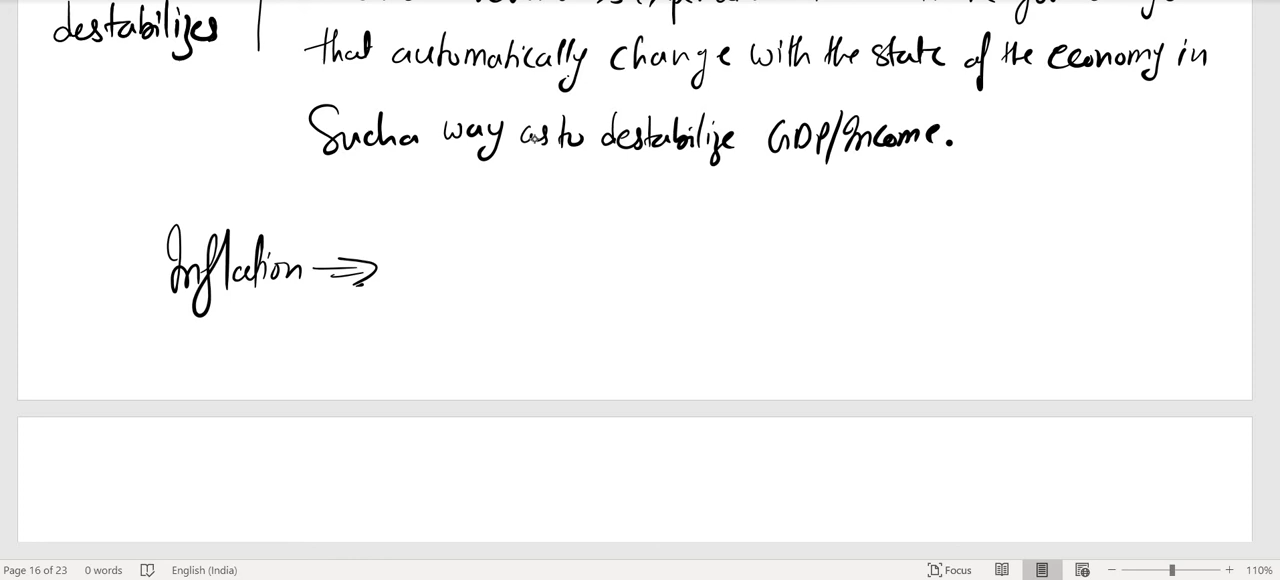 destabilizes
that automatically change with the state of the economy in
Such a way as to destabilize GDP/Income.
Inflation ⇒
Page 16 of 23 0 words English (India) Focus 110%